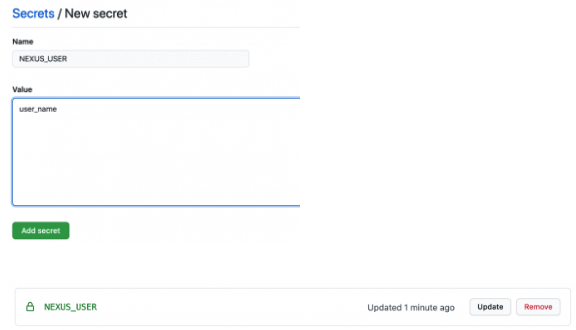 Secrets / New secret
Name
NEXUS_USER
Value
user_name
Add secret
NEXUS_USER Updated 1 minute ago Update Remove